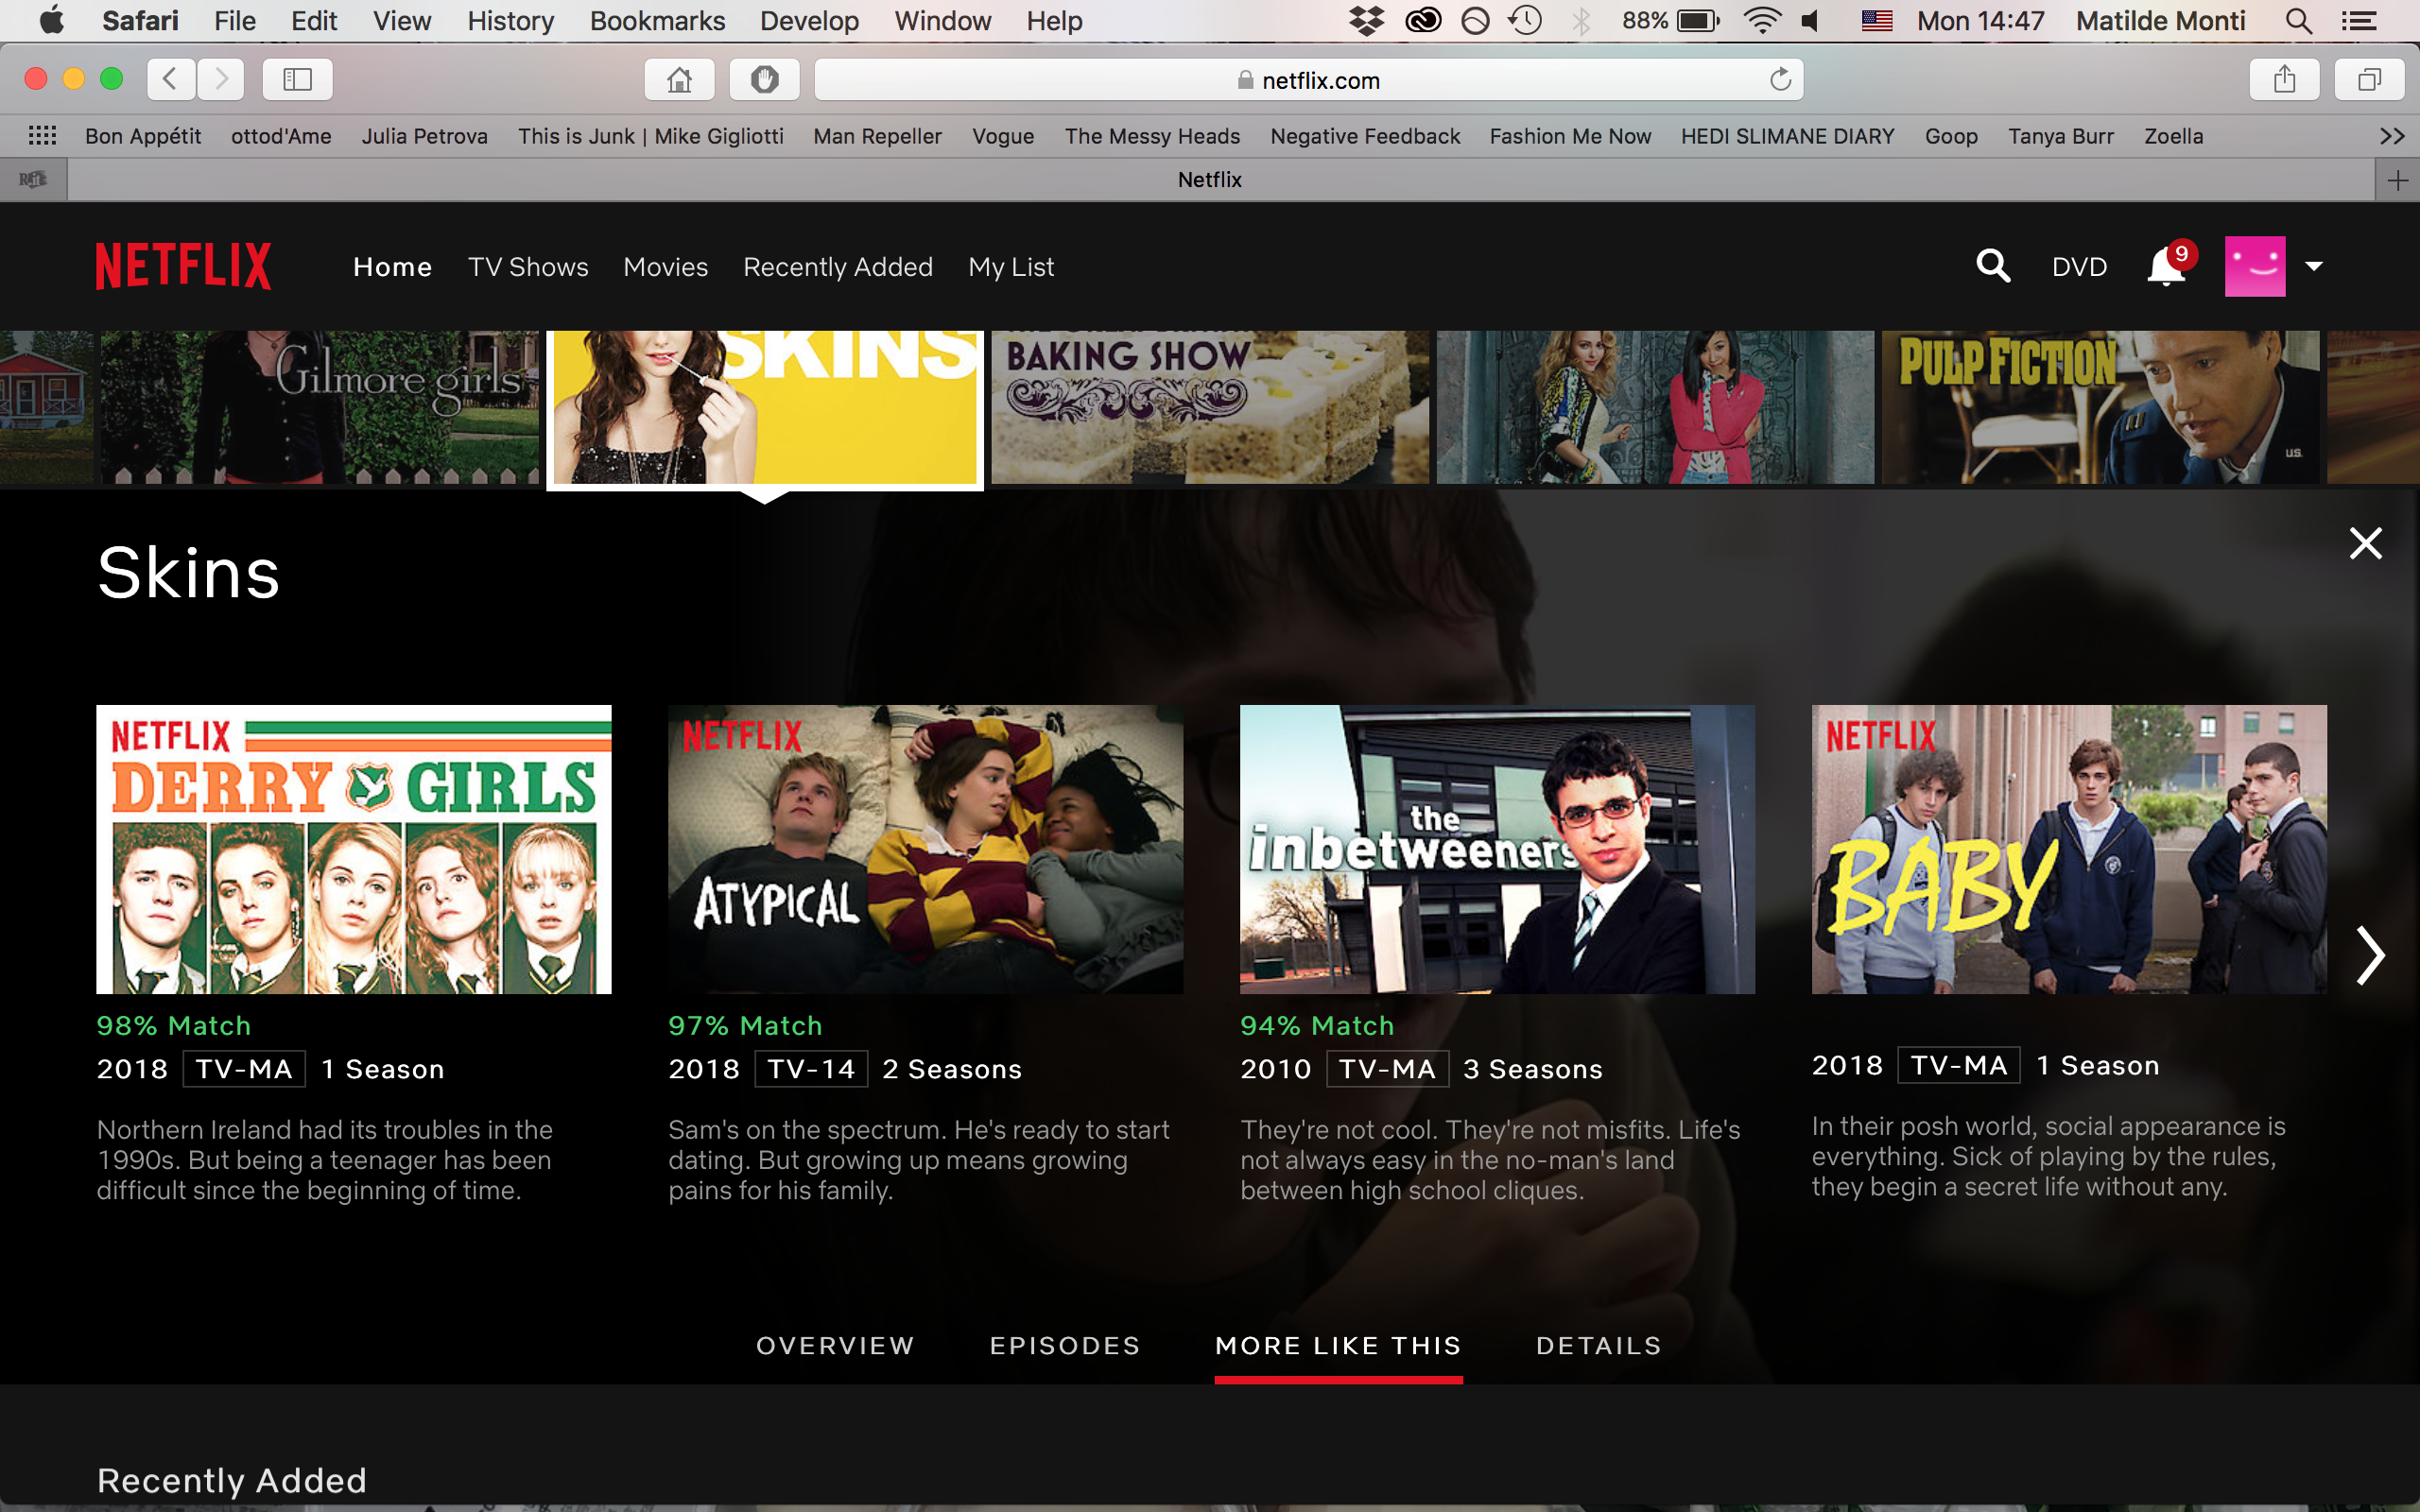 Safari File Edit View History Bookmarks Develop Window Help 88% Mon 14:47 Matilde Monti
netflix.com
Bon Appétit ottod'Ame Julia Petrova This is Junk | Mike Gigliotti Man Repeller Vogue The Messy Heads Negative Feedback Fashion Me Now HEDI SLIMANE DIARY Goop Tanya Burr Zoella
Netflix
NETFLIX Home TV Shows Movies Recently Added My List DVD 9
Gilmore girls
SKINS
BAKING SHOW
PULP FICTION
U.S.
Skins
NETFLIX
DERRY GIRLS
NETFLIX
ATYPICAL
the
inbetweeners
NETFLIX
BABY
98% Match
2018 TV-MA 1 Season
Northern Ireland had its troubles in the
1990s. But being a teenager has been
difficult since the beginning of time.
97% Match
2018 TV-14 2 Seasons
Sam's on the spectrum. He's ready to start
dating. But growing up means growing
pains for his family.
94% Match
2010 TV-MA 3 Seasons
They're not cool. They're not misfits. Life's
not always easy in the no-man's land
between high school cliques.
2018 TV-MA 1 Season
In their posh world, social appearance is
everything. Sick of playing by the rules,
they begin a secret life without any.
OVERVIEW EPISODES MORE LIKE THIS DETAILS
Recently Added